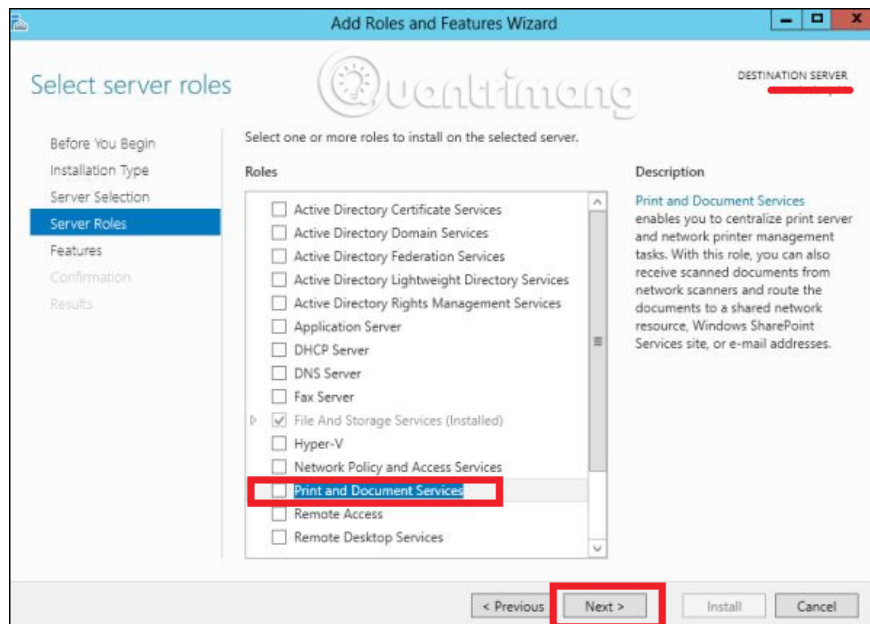 Add Roles and Features Wizard
Select server roles
Quantrimang
DESTINATION SERVER
Before You Begin
Installation Type
Server Selection
Server Roles
Features
Confirmation
Results
Select one or more roles to install on the selected server.
Roles
Active Directory Certificate Services
Active Directory Domain Services
Active Directory Federation Services
Active Directory Lightweight Directory Services
Active Directory Rights Management Services
Application Server
DHCP Server
DNS Server
Fax Server
File And Storage Services (Installed)
Hyper-V
Network Policy and Access Services
Print and Document Services
Remote Access
Remote Desktop Services
Description
Print and Document Services
enables you to centralize print server
and network printer management
tasks. With this role, you can also
receive scanned documents from
network scanners and route the
documents to a shared network
resource, Windows SharePoint
Services site, or e-mail addresses.
< Previous
Next >
Install
Cancel